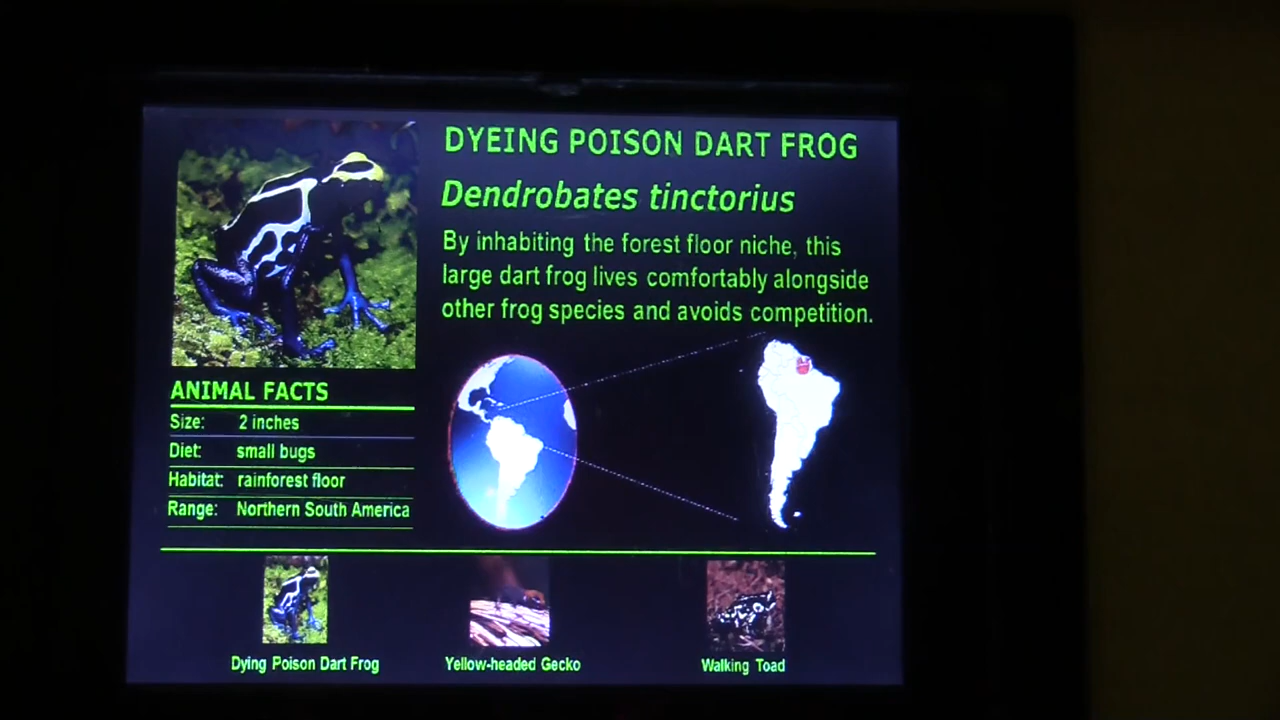 DYEING POISON DART FROG
Dendrobates tinctorius
By inhabiting the forest floor niche, this
large dart frog lives comfortably alongside
other frog species and avoids competition.
ANIMAL FACTS
Size: 2 inches
Diet: small bugs
Habitat: rainforest floor
Range: Northern South America
Dying Poison Dart Frog
Yellow-headed Gecko
Walking Toad